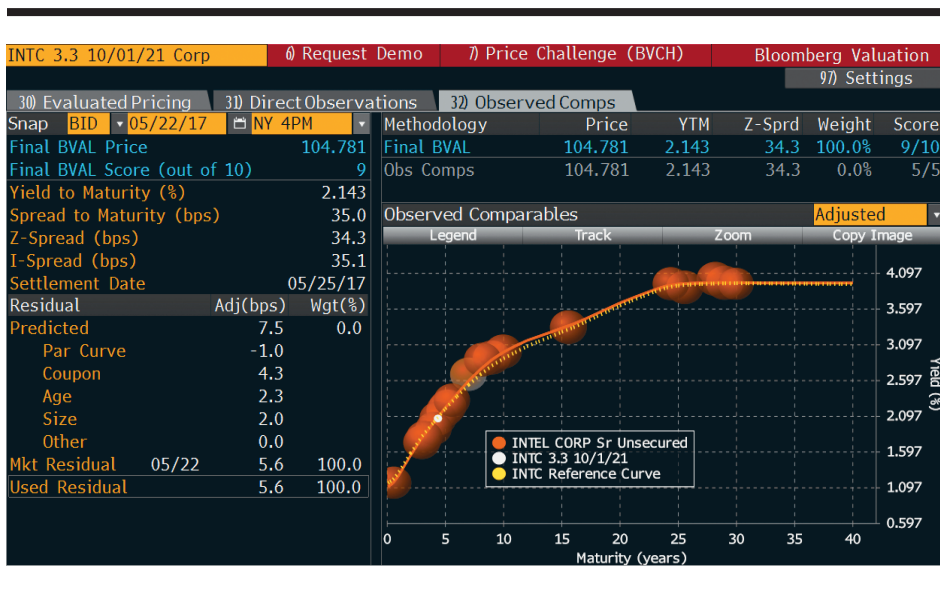 INTC 3.3 10/01/21 Corp 6) Request Demo 7) Price Challenge (BVCH) Bloomberg Valuation
97) Settings
30) Evaluated Pricing 31) Direct Observations 32) Observed Comps
Snap BID 05/22/17 NY 4PM
Final BVAL Price 104.781
Final BVAL Score (out of 10) 9
Yield to Maturity (%) 2.143
Spread to Maturity (bps) 35.0
Z-Spread (bps) 34.3
I-Spread (bps) 35.1
Settlement Date 05/25/17
Residual Adj(bps) Wgt(%)
Predicted 7.5 0.0
Par Curve -1.0
Coupon 4.3
Age 2.3
Size 2.0
Other 0.0
Mkt Residual 05/22 5.6 100.0
Used Residual 5.6 100.0
Methodology Price YTM Z-Sprd Weight Score
Final BVAL 104.781 2.143 34.3 100.0% 9/10
Obs Comps 104.781 2.143 34.3 0.0% 5/5
Observed Comparables Adjusted
Legend Track Zoom Copy Image
4.097
3.597
3.097
2.597
2.097
1.597
1.097
0.597
Yield (%)
INTEL CORP Sr Unsecured
INTC 3.3 10/1/21
INTC Reference Curve
0 5 10 15 20 25 30 35 40
Maturity (years)